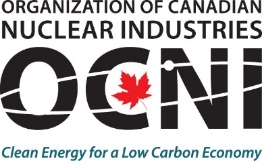 ORGANIZATION OF CANADIAN
NUCLEAR INDUSTRIES
OCNI
Clean Energy for a Low Carbon Economy